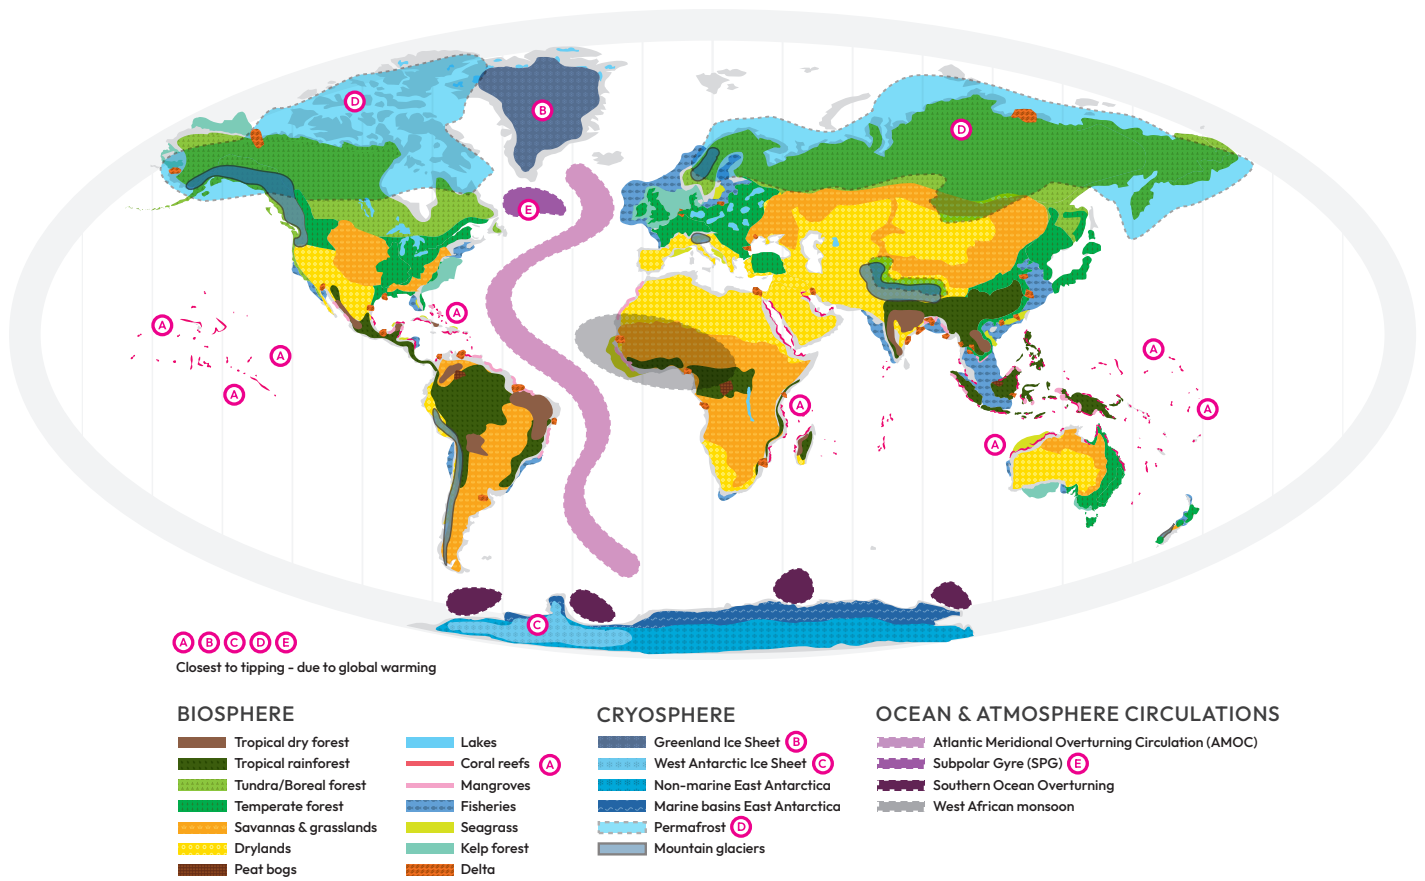 D
B
D
E
A
A
A
A
A
A
A
A
A
C
A B C D E
Closest to tipping - due to global warming
BIOSPHERE
Tropical dry forest
Tropical rainforest
Tundra/Boreal forest
Temperate forest
Savannas & grasslands
Drylands
Peat bogs
Lakes
Coral reefs A
Mangroves
Fisheries
Seagrass
Kelp forest
Delta
CRYOSPHERE
Greenland Ice Sheet B
West Antarctic Ice Sheet C
Non-marine East Antarctica
Marine basins East Antarctica
Permafrost D
Mountain glaciers
OCEAN & ATMOSPHERE CIRCULATIONS
Atlantic Meridional Overturning Circulation (AMOC)
Subpolar Gyre (SPG) E
Southern Ocean Overturning
West African monsoon